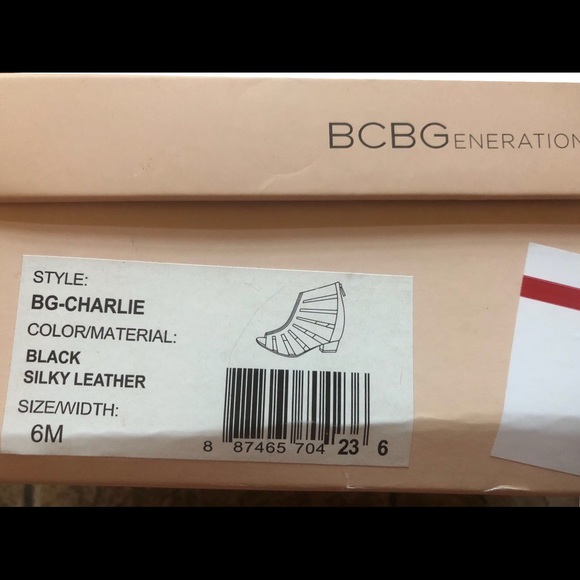 BCBGENERATION
STYLE:
BG-CHARLIE
COLOR/MATERIAL:
BLACK
SILKY LEATHER
SIZE/WIDTH:
6M
8 87465 704 23 6